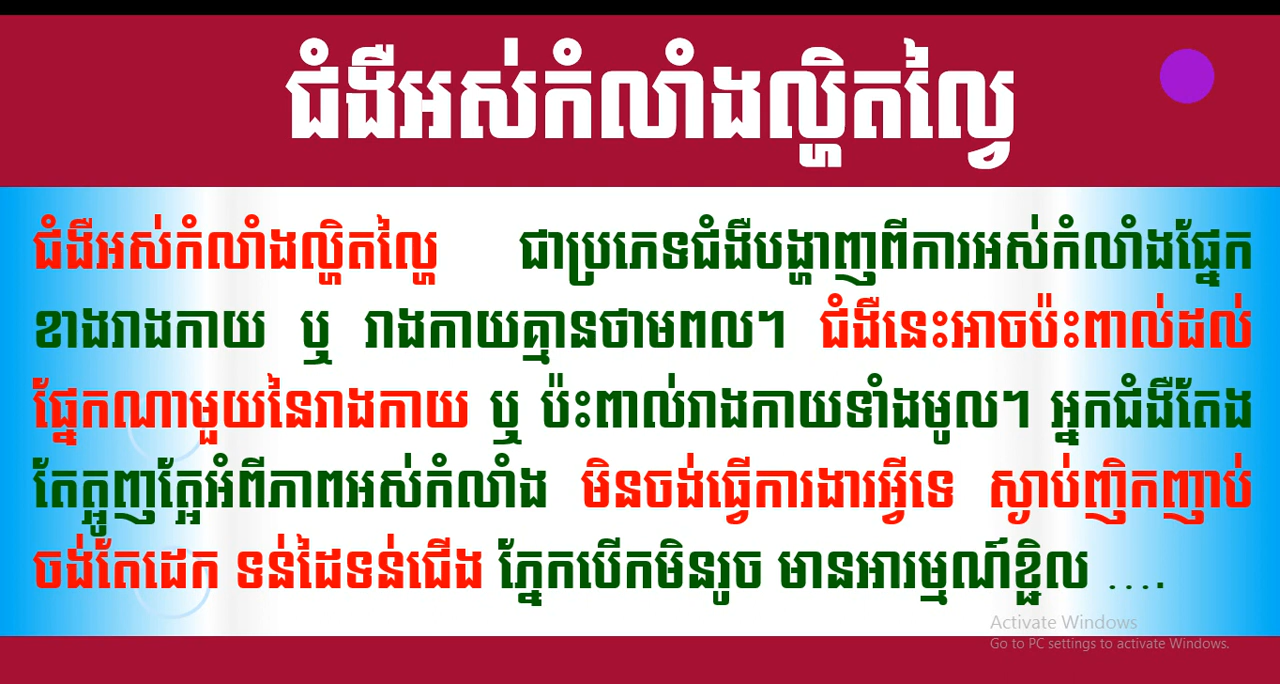 ជំងឺអស់កំលាំងល្ហិតល្វៃ
ជំងឺអស់កំលាំងល្ហិតល្ហៃ ជាប្រភេទជំងឺបង្ហាញពីការអស់កំលាំងផ្នែក
ខាងរាងកាយ ឬ រាងកាយគ្មានថាមពល។ ជំងឺនេះអាចប៉ះពាល់ដល់
ផ្នែកណាមួយនៃរាងកាយ ឬ ប៉ះពាល់រាងកាយទាំងមូល។ អ្នកជំងឺតែង
តែត្អូញត្អែអំពីភាពអស់កំលាំង មិនចង់ធ្វើការងារអ្វីទេ ស្ងាប់ញឹកញាប់
ចង់តែដេក ទន់ដៃទន់ជើង ភ្នែកបើកមិនរូច មានអារម្មណ៍ខ្ជិល ....
Activate Windows
Go to PC settings to activate Windows.